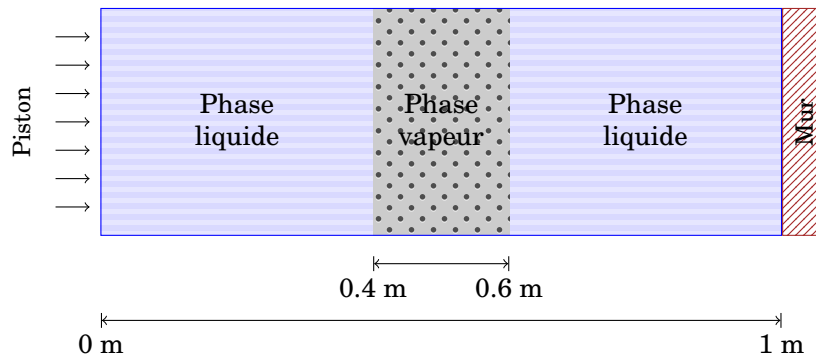 Piston
Phase
liquide
Phase
vapeur
Phase
liquide
Mur
0.4 m
0.6 m
0 m
1 m